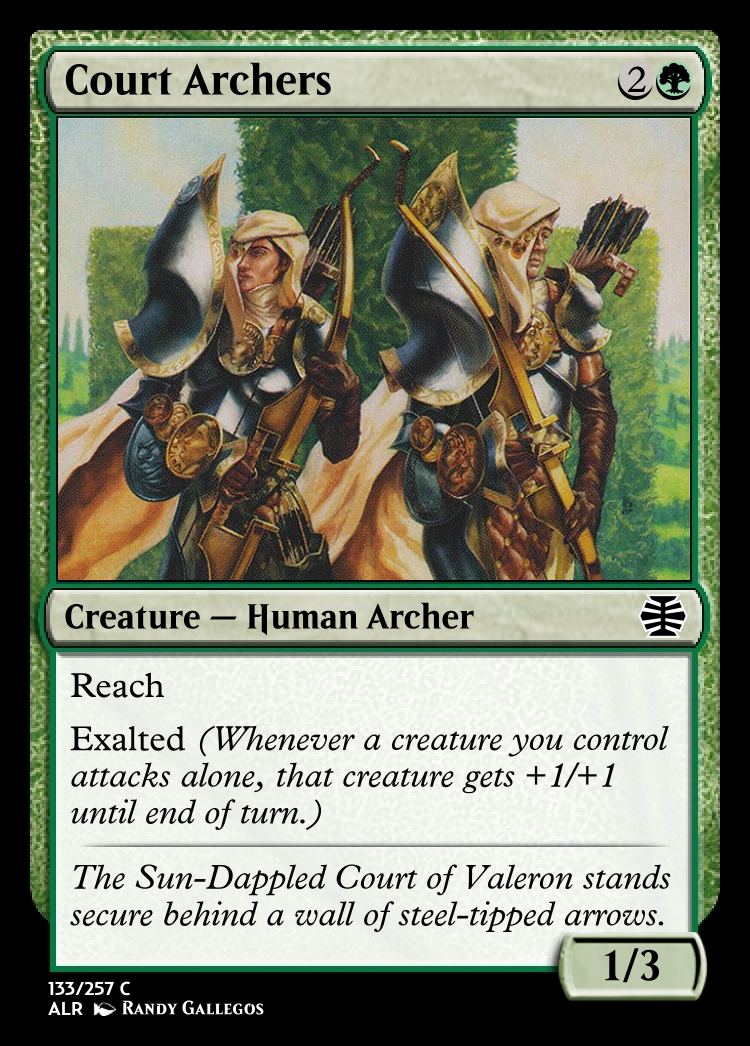 Court Archers 2
Creature — Human Archer
Reach
Exalted (Whenever a creature you control
attacks alone, that creature gets +1/+1
until end of turn.)
The Sun-Dappled Court of Valeron stands
secure behind a wall of steel-tipped arrows.
1/3
133/257 C
ALR Randy Gallegos